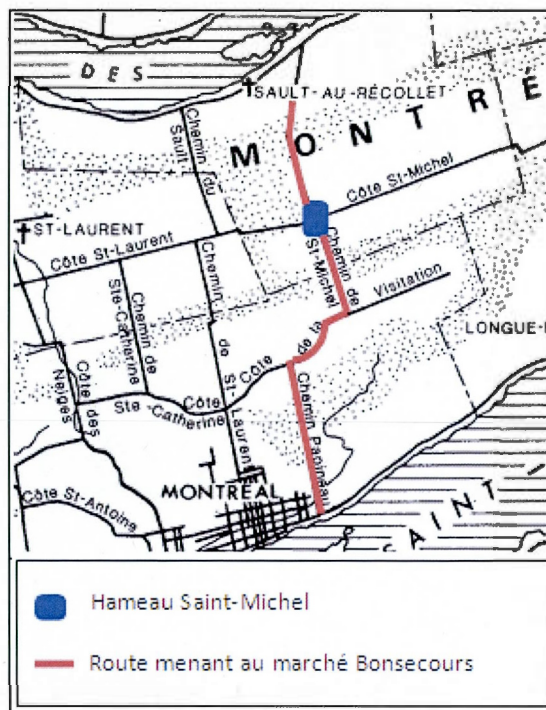 DES
SAULT-AU-RÉCOLLET
MONTRÉ
Chemin du
Sault
Côte St-Michel
ST-LAURENT
Côte St-Laurent
Chemin de
St-Michel
Chemin de
Ste-Catherine
Chemin
de
St-Laurent
Côte
de la
Visitation
LONGUE-
Côte des
Neiges
Côte
Ste-Catherine
Chemin Papineau
MONTRÉAL
Côte St-Antoine
SAINT-
Hameau Saint-Michel
Route menant au marché Bonsecours